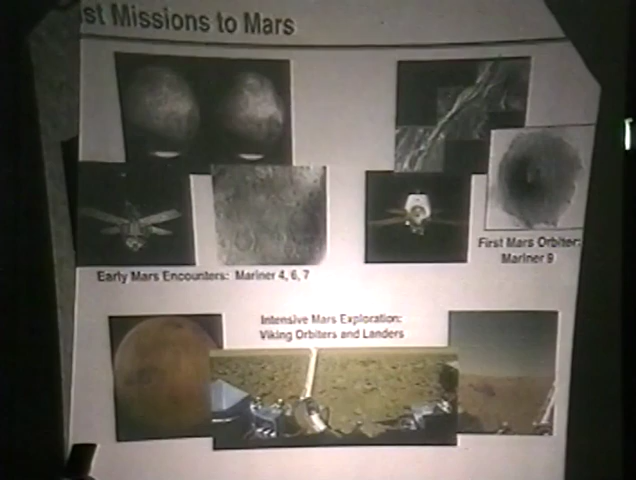 st Missions to Mars
First Mars Orbiter:
Mariner 9
Early Mars Encounters: Mariner 4, 6, 7
Intensive Mars Exploration:
Viking Orbiters and Landers